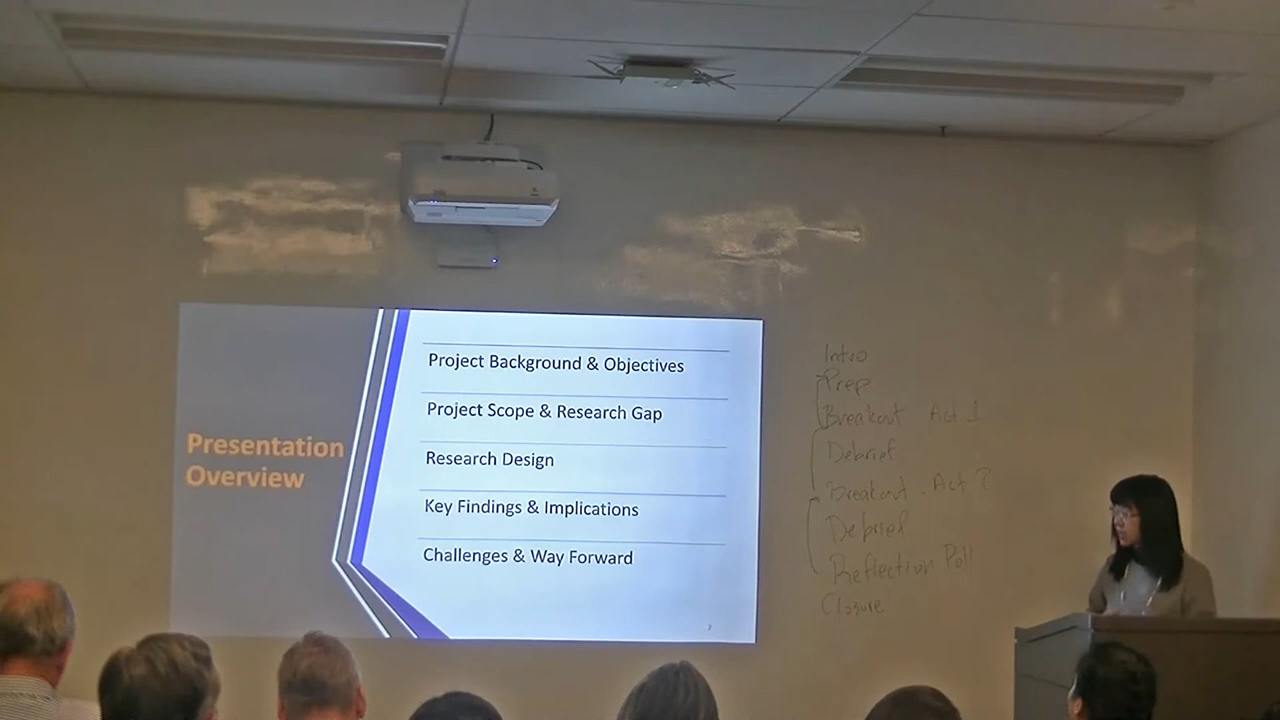 Presentation
Overview
Project Background & Objectives
Project Scope & Research Gap
Research Design
Key Findings & Implications
Challenges & Way Forward
Intro
Prep
Breakout Act 1
Debrief
Breakout Act 2
Debrief
Reflection Poll
Closure